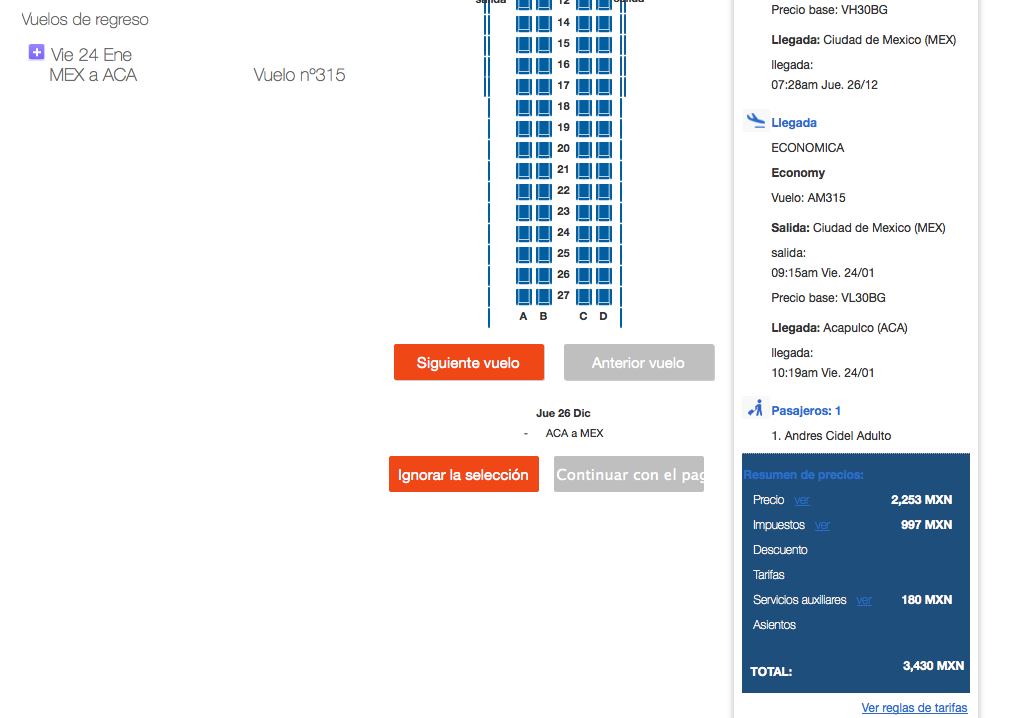 Vuelos de regreso
Vie 24 Ene
MEX a ACA
Vuelo nº315
salida
salida
12
14
15
16
17
18
19
20
21
22
23
24
25
26
27
A B C D
Siguiente vuelo
Anterior vuelo
Jue 26 Dic
- ACA a MEX
Ignorar la selección
Continuar con el pag
Precio base: VH30BG
Llegada: Ciudad de Mexico (MEX)
llegada:
07:28am Jue. 26/12
Llegada
ECONOMICA
Economy
Vuelo: AM315
Salida: Ciudad de Mexico (MEX)
salida:
09:15am Vie. 24/01
Precio base: VL30BG
Llegada: Acapulco (ACA)
llegada:
10:19am Vie. 24/01
Pasajeros: 1
1. Andres Cidel Adulto
Resumen de precios:
Precio ver 2,253 MXN
Impuestos ver 997 MXN
Descuento
Tarifas
Servicios auxiliares ver 180 MXN
Asientos
TOTAL: 3,430 MXN
Ver reglas de tarifas